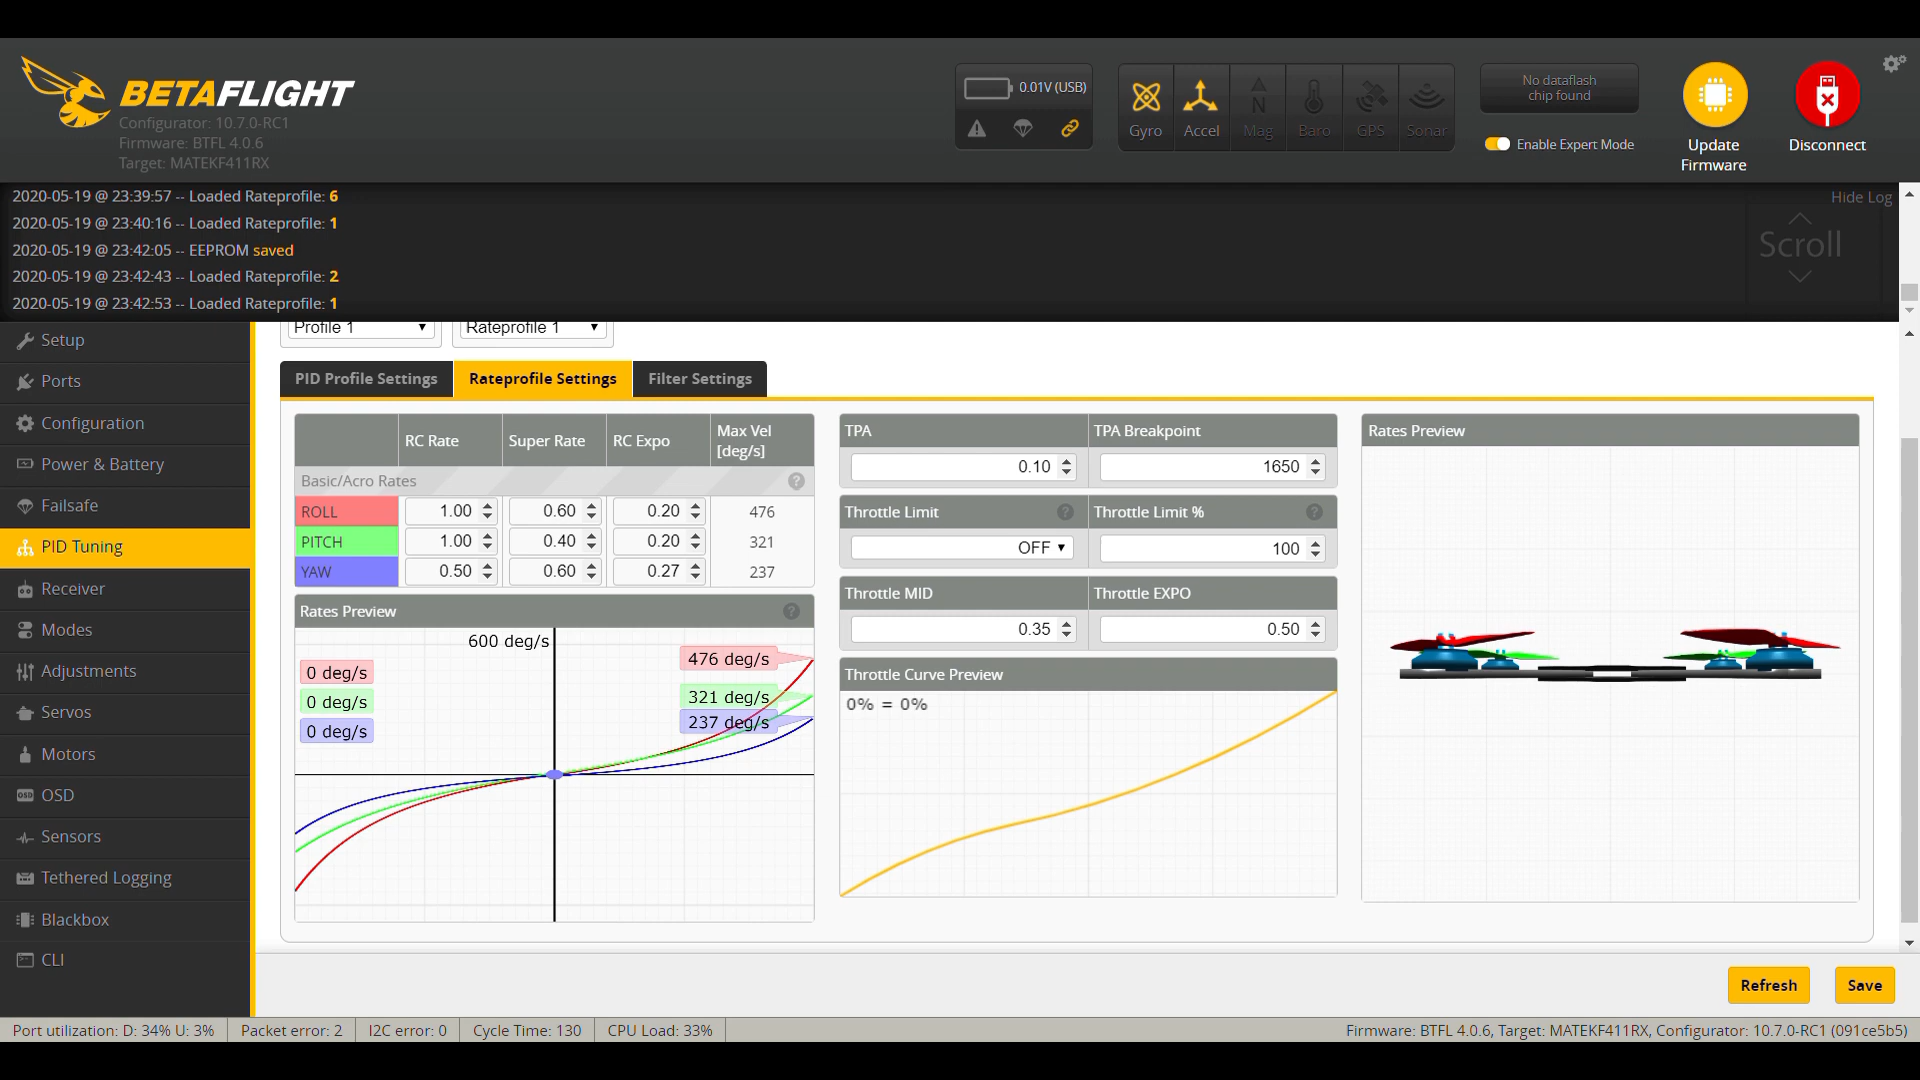 BETAFLIGHT
Configurator: 10.7.0-RC1
Firmware: BTFL 4.0.6
Target: MATEKF411RX
0.01V (USB)
Gyro
Accel
Mag
Baro
GPS
Sonar
No dataflash
chip found
Enable Expert Mode
Update
Firmware
Disconnect
2020-05-19 @ 23:39:57 -- Loaded Rateprofile: 6
2020-05-19 @ 23:40:16 -- Loaded Rateprofile: 1
2020-05-19 @ 23:42:05 -- EEPROM saved
2020-05-19 @ 23:42:43 -- Loaded Rateprofile: 2
2020-05-19 @ 23:42:53 -- Loaded Rateprofile: 1
Hide Log
Scroll
Setup
Ports
Configuration
Power & Battery
Failsafe
PID Tuning
Receiver
Modes
Adjustments
Servos
Motors
OSD OSD
Sensors
Tethered Logging
Blackbox
CLI
Profile 1
Rateprofile 1
PID Profile Settings
Rateprofile Settings
Filter Settings
RC Rate
Super Rate
RC Expo
Max Vel
[deg/s]
Basic/Acro Rates
?
ROLL 1.00 0.60 0.20 476
PITCH 1.00 0.40 0.20 321
YAW 0.50 0.60 0.27 237
Rates Preview
?
600 deg/s
0 deg/s
0 deg/s
0 deg/s
476 deg/s
321 deg/s
237 deg/s
TPA
TPA Breakpoint
0.10
1650
Throttle Limit ?
Throttle Limit % ?
OFF
100
Throttle MID
Throttle EXPO
0.35
0.50
Throttle Curve Preview
0% = 0%
Rates Preview
Refresh
Save
Port utilization: D: 34% U: 3%
Packet error: 2
I2C error: 0
Cycle Time: 130
CPU Load: 33%
Firmware: BTFL 4.0.6, Target: MATEKF411RX, Configurator: 10.7.0-RC1 (091ce5b5)